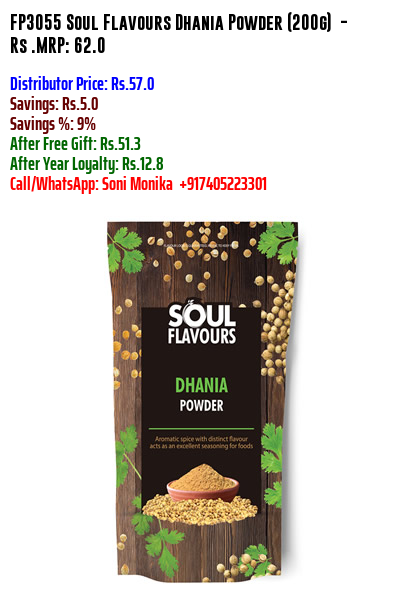 FP3055 Soul Flavours Dhania Powder (200g) -
Rs .MRP: 62.0
Distributor Price: Rs.57.0
Savings: Rs.5.0
Savings %: 9%
After Free Gift: Rs.51.3
After Year Loyalty: Rs.12.8
Call/WhatsApp: Soni Monika +917405223301
SOUL
FLAVOURS
DHANIA
POWDER
Aromatic spice with distinct flavour
acts as an excellent seasoning for foods